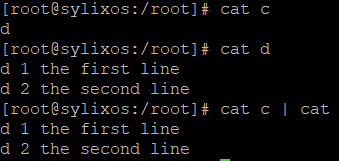 [root@sylixos:/root]# cat c
d
[root@sylixos:/root]# cat d
d 1 the first line
d 2 the second line
[root@sylixos:/root]# cat c | cat
d 1 the first line
d 2 the second line